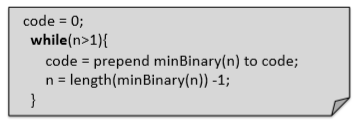 code = 0;
while(n>1){
code = prepend minBinary(n) to code;
n = length(minBinary(n)) -1;
}